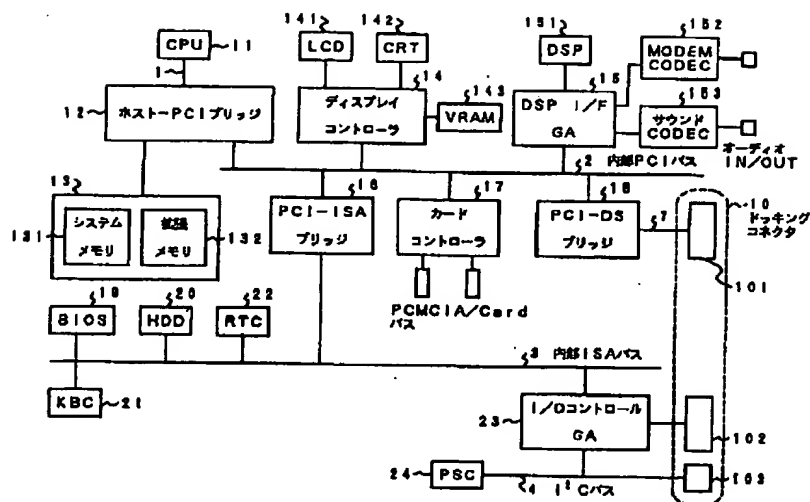 141
142
151
152
CPU
11
LCD
CRT
DSP
MODEM
CODEC
1
14
15
153
12
ホストーPCIブリッジ
ディスプレイ
コントローラ
143
VRAM
DSP I/F
GA
サウンド
CODEC
オーディオ
IN/OUT
2 内部PCIバス
13
16
17
18
10
ドッキング
コネクタ
131
システム
メモリ
拡張
メモリ
132
PCI-ISA
ブリッジ
カード
コントローラ
PCI-DS
ブリッジ
7
101
PCMCIA/Card
バス
19
20
22
BIOS
HDD
RTC
3 内部ISAバス
KBC
21
23
I/Oコントロール
GA
102
24
PSC
4 I²Cバス
103